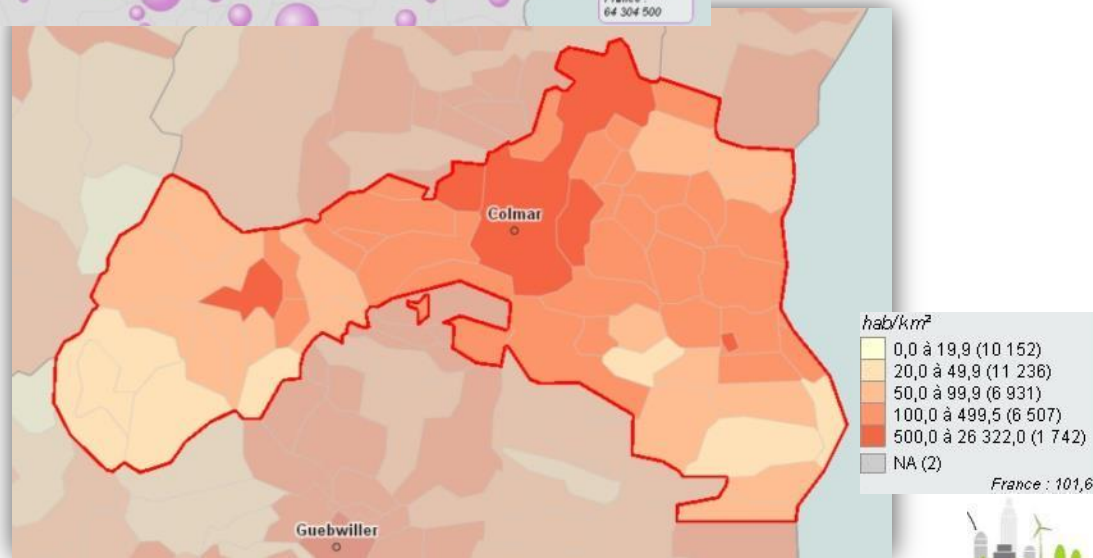 France :
64 304 500
Colmar
Guebwiller
hab/km²
0,0 à 19,9 (10 152)
20,0 à 49,9 (11 236)
50,0 à 99,9 (6 931)
100,0 à 499,5 (6 507)
500,0 à 26 322,0 (1 742)
NA (2)
France : 101,6